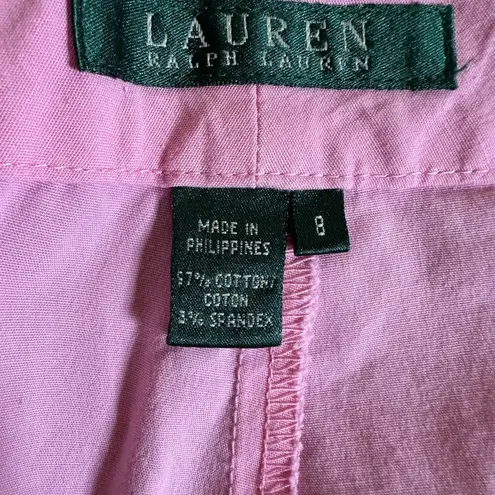 LAUREN
RALPH LAUREN
MADE IN
PHILIPPINES
8
97% COTTON/
COTON
3% SPANDEX